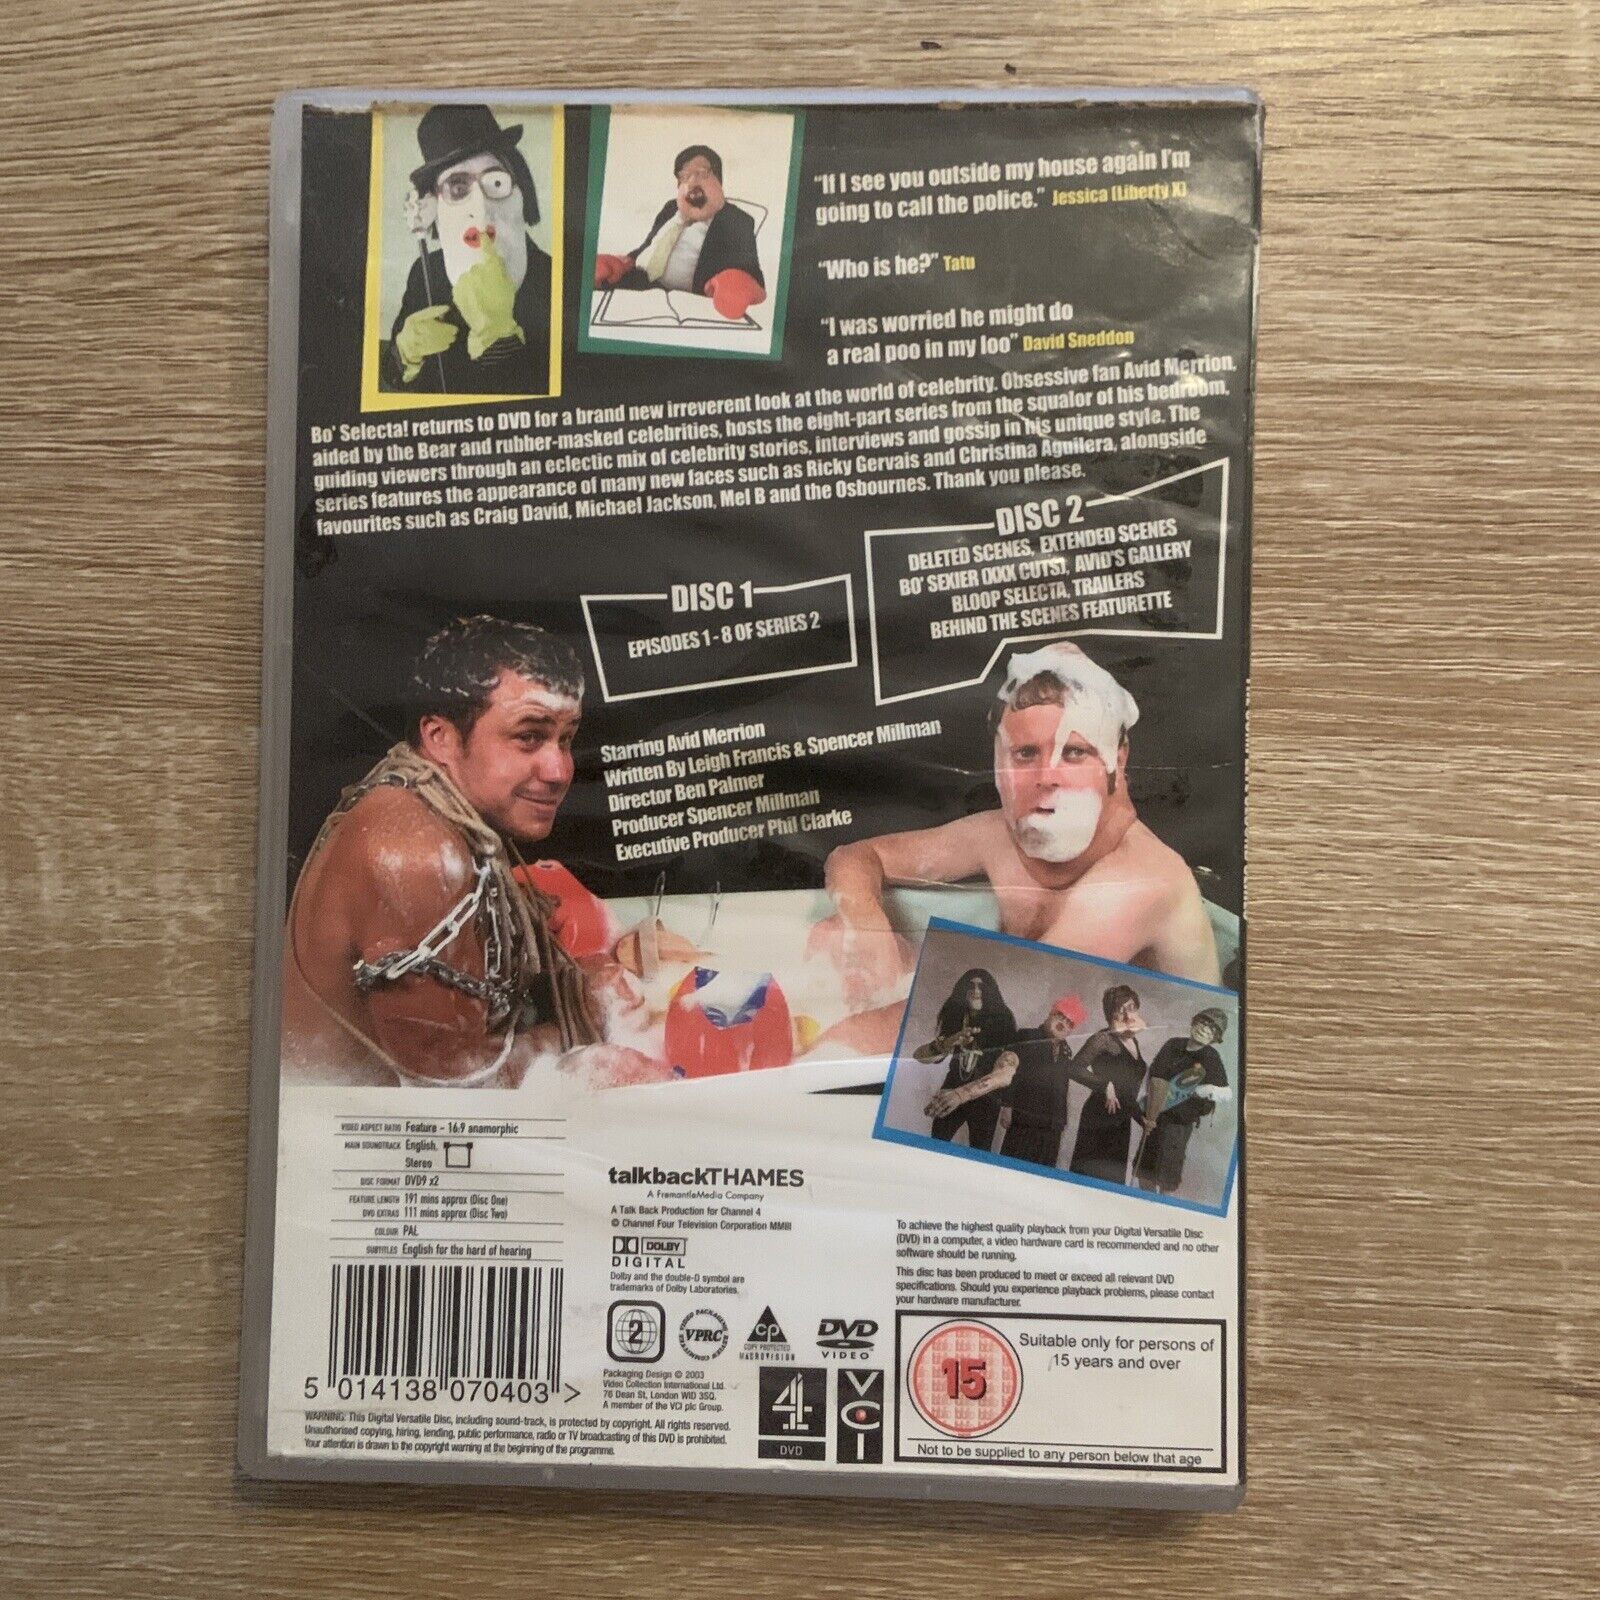 "If I see you outside my house again I'm
going to call the police." Jessica (Liberty X)
"Who is he?" Tatu
"I was worried he might do
a real poo in my loo" David Sneddon
Bo' Selecta! returns to DVD for a brand new irreverent look at the world of celebrity. Obsessive fan Avid Merrion,
aided by the Bear and rubber-masked celebrities, hosts the eight-part series from the squalor of his bedroom,
guiding viewers through an eclectic mix of celebrity stories, interviews and gossip in his unique style. The
series features the appearance of many new faces such as Ricky Gervais and Christina Aguilera, alongside
favourites such as Craig David, Michael Jackson, Mel B and the Osbournes. Thank you please.
DISC 1
EPISODES 1 - 8 OF SERIES 2
DISC 2
DELETED SCENES, EXTENDED SCENES
BO' SEXIER (XXX CUTS), AVID'S GALLERY
BLOOP SELECTA, TRAILERS
BEHIND THE SCENES FEATURETTE
Starring Avid Merrion
Written By Leigh Francis & Spencer Millman
Director Ben Palmer
Producer Spencer Millman
Executive Producer Phil Clarke
VIDEO ASPECT RATIO Feature - 16:9 anamorphic
MAIN SOUNDTRACK English,
Stereo
DISC FORMAT DVD9 x2
FEATURE LENGTH 191 mins approx (Disc One)
DVD EXTRAS 111 mins approx (Disc Two)
COLOUR PAL
SUBTITLES English for the hard of hearing
5 014138 070403 >
talkbackTHAMES
A FremantleMedia Company
A Talk Back Production for Channel 4
© Channel Four Television Corporation MMIII
DOLBY
DIGITAL
Dolby and the double-D symbol are
trademarks of Dolby Laboratories.
2
VPRC
cp
COPY PROTECTED
MACROVISION
DVD
VIDEO
Packaging Design © 2003
Video Collection International Ltd.
76 Dean St, London W1D 3SQ.
A member of the VCI plc Group.
4
DVD
VCI
WARNING: This Digital Versatile Disc, including sound-track, is protected by copyright. All rights reserved.
Unauthorised copying, hiring, lending, public performance, radio or TV broadcasting of this DVD is prohibited.
Your attention is drawn to the copyright warning at the beginning of the programme.
To achieve the highest quality playback from your Digital Versatile Disc
(DVD) in a computer, a video hardware card is recommended and no other
software should be running.
This disc has been produced to meet or exceed all relevant DVD
specifications. Should you experience playback problems, please contact
your hardware manufacturer.
15
Suitable only for persons of
15 years and over
Not to be supplied to any person below that age